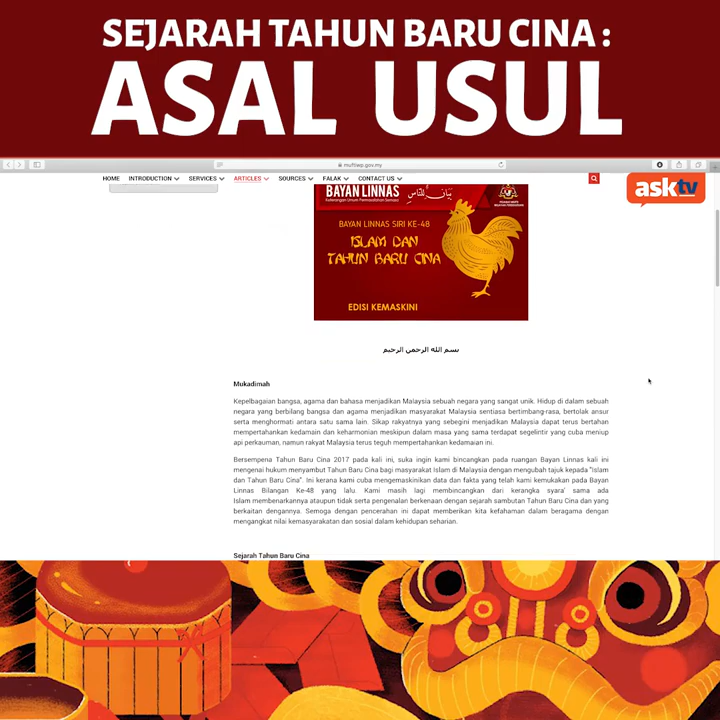 SEJARAH TAHUN BARU CINA :
ASAL USUL
muftiwp.gov.my
HOME INTRODUCTION SERVICES ARTICLES SOURCES FALAK CONTACT US
asktv
BAYAN LINNAS بيان للناس
Keterangan Umum Permasalahan Semasa
BAYAN LINNAS SIRI KE-48
ISLAM DAN
TAHUN BARU CINA
EDISI KEMASKINI
بسم الله الرحمن الرحيم
Mukadimah
Kepelbagaian bangsa, agama dan bahasa menjadikan Malaysia sebuah negara yang sangat unik. Hidup di dalam sebuah
negara yang berbilang bangsa dan agama menjadikan masyarakat Malaysia sentiasa bertimbang-rasa, bertolak ansur
serta menghormati antara satu sama lain. Sikap rakyatnya yang sebegini menjadikan Malaysia dapat terus bertahan
mempertahankan kedamain dan keharmonian meskipun dalam masa yang sama terdapat segelintir yang cuba meniup
api perkauman, namun rakyat Malaysia terus teguh mempertahankan kedamaian ini.
Bersempena Tahun Baru Cina 2017 pada kali ini, suka ingin kami bincangkan pada ruangan Bayan Linnas kali ini
mengenai hukum menyambut Tahun Baru Cina bagi masyarakat Islam di Malaysia dengan mengubah tajuk kepada "Islam
dan Tahun Baru Cina". Ini kerana kami cuba mengemaskinikan data dan fakta yang telah kami kemukakan pada Bayan
Linnas Bilangan Ke-48 yang lalu. Kami masih lagi membincangkan dari kerangka syara' sama ada
Islam membenarkannya ataupun tidak serta pengenalan berkenaan dengan sejarah sambutan Tahun Baru Cina dan yang
berkaitan dengannya. Semoga dengan pencerahan ini dapat memberikan kita kefahaman dalam beragama dengan
mengangkat nilai kemasyarakatan dan sosial dalam kehidupan seharian.
Sejarah Tahun Baru Cina